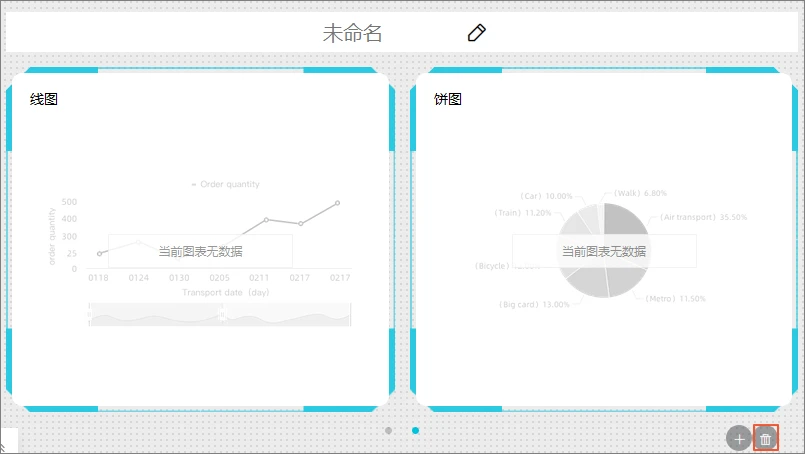 未命名
线图
Order quantity
order quantity
500
400
300
25
0
当前图表无数据
0118 0124 0130 0205 0211 0217 0217
Transport date (day)
饼图
(Car) 10.00%
(Walk) 6.80%
(Train) 11.20%
(Air transport) 35.50%
当前图表无数据
(Bicycle)
(Big card) 13.00%
(Metro) 11.50%